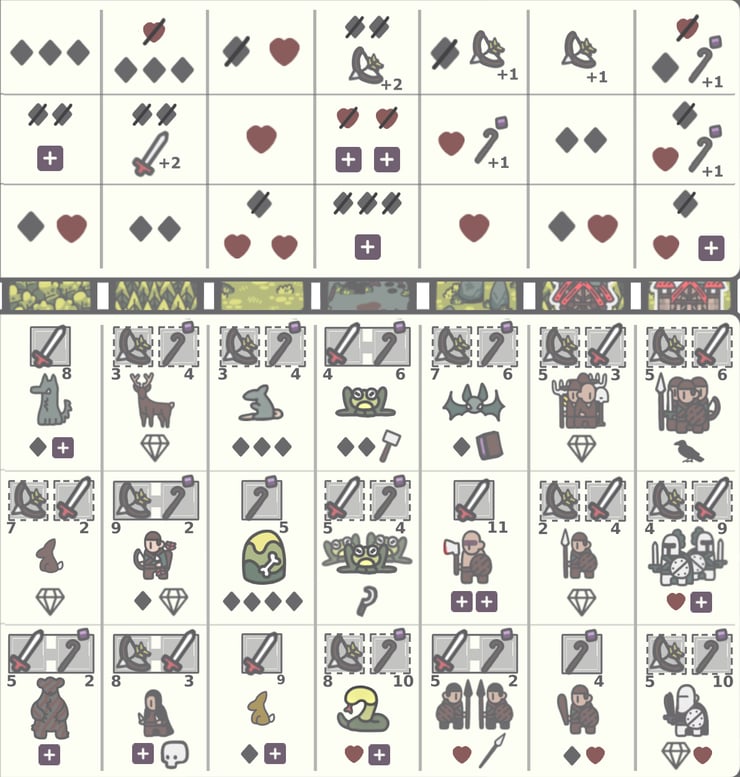 +2 +1 +1 +1
+ +2 + + +1 +1
+ +
8 3 4 3 4 4 6 7 6 5 3 5 6
+
7 2 9 2 5 5 4 11 2 4 4 9
+ + +
5 2 8 3 9 8 10 5 2 4 5 10
+ + + +